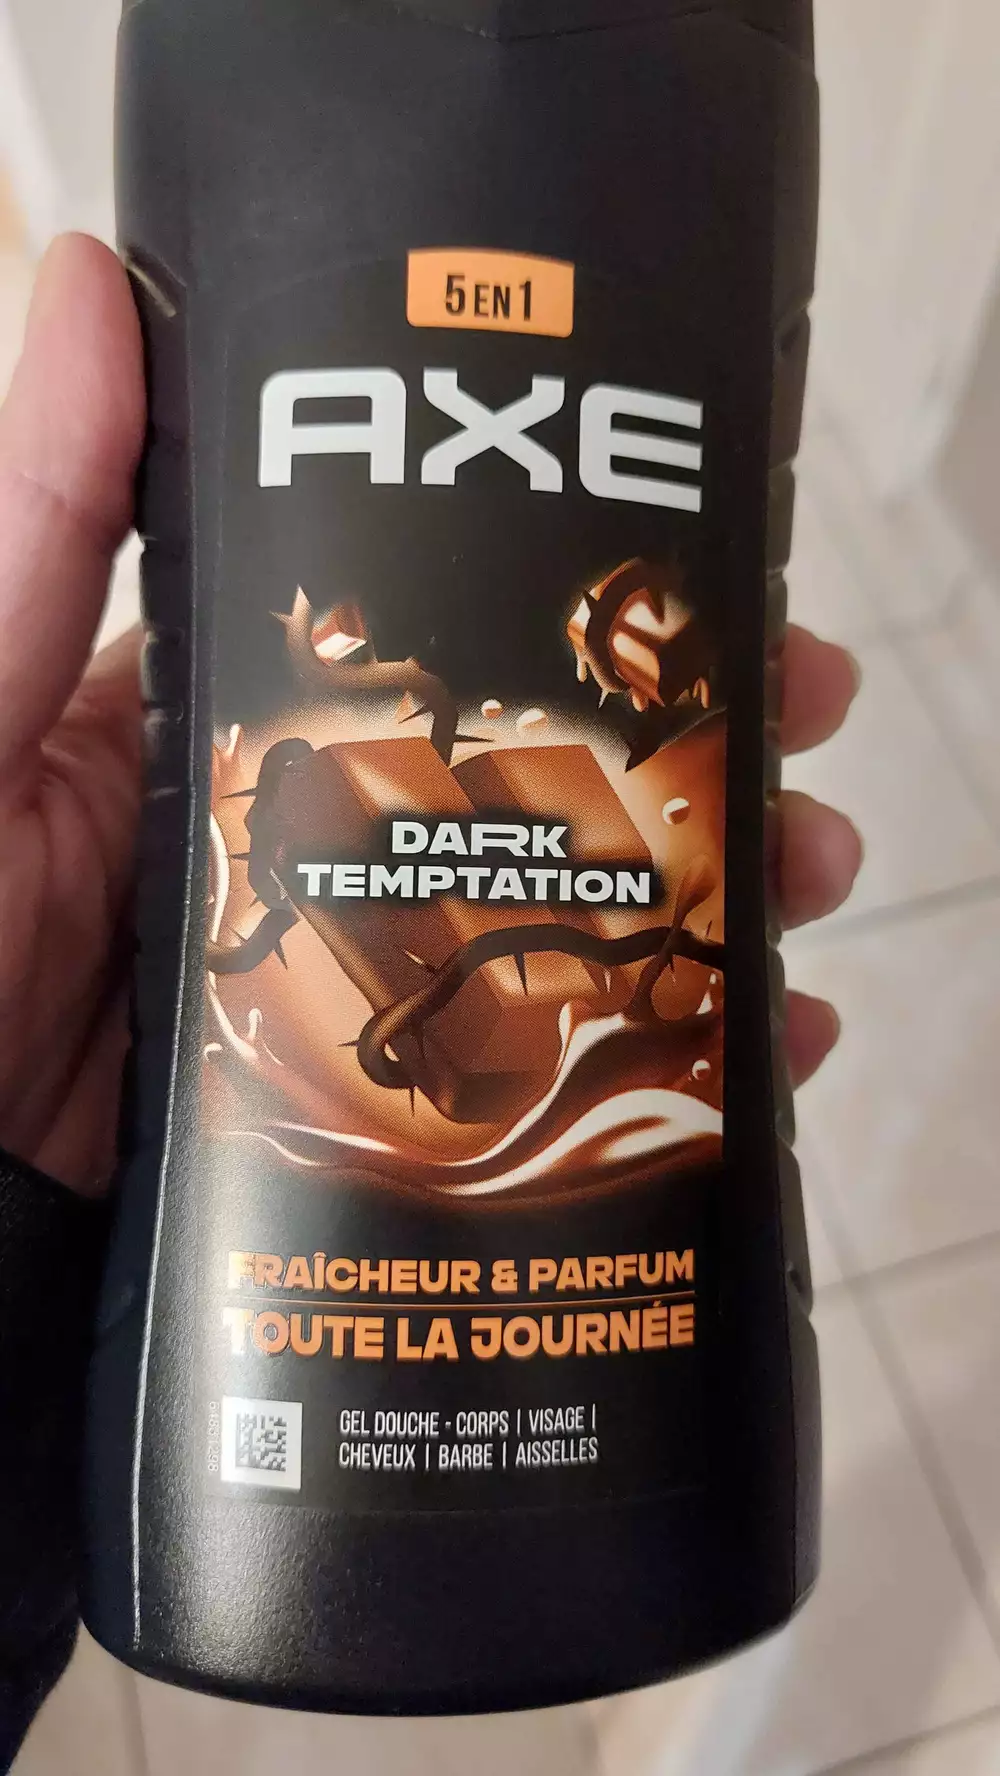 5 EN 1
AXE
DARK
TEMPTATION
FRAÎCHEUR & PARFUM
TOUTE LA JOURNÉE
GEL DOUCHE - CORPS | VISAGE |
CHEVEUX | BARBE | AISSELLES